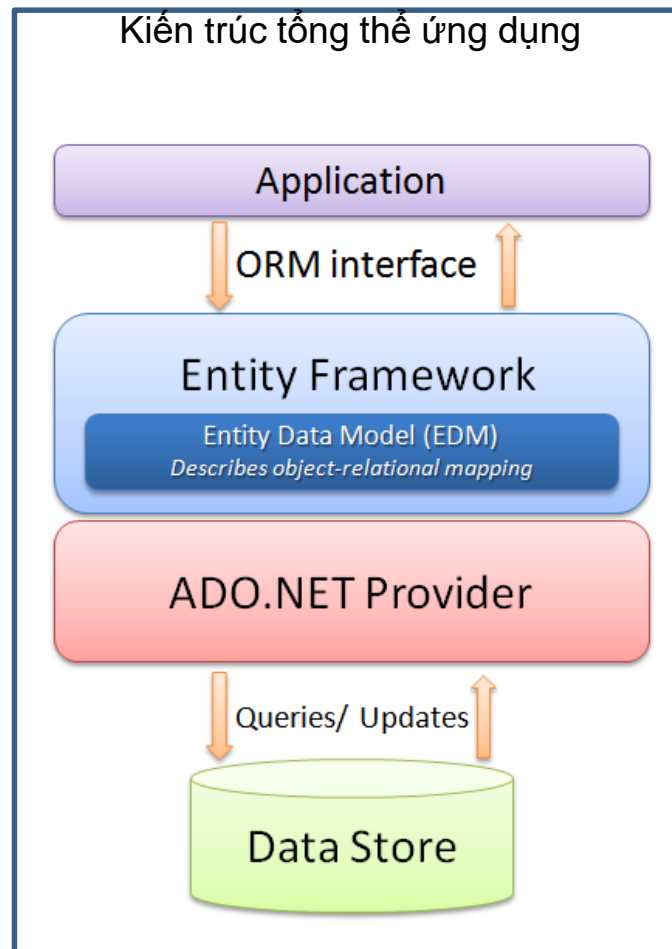 Kiến trúc tổng thể ứng dụng
Application
ORM interface
Entity Framework
Entity Data Model (EDM)
Describes object-relational mapping
ADO.NET Provider
Queries/ Updates
Data Store